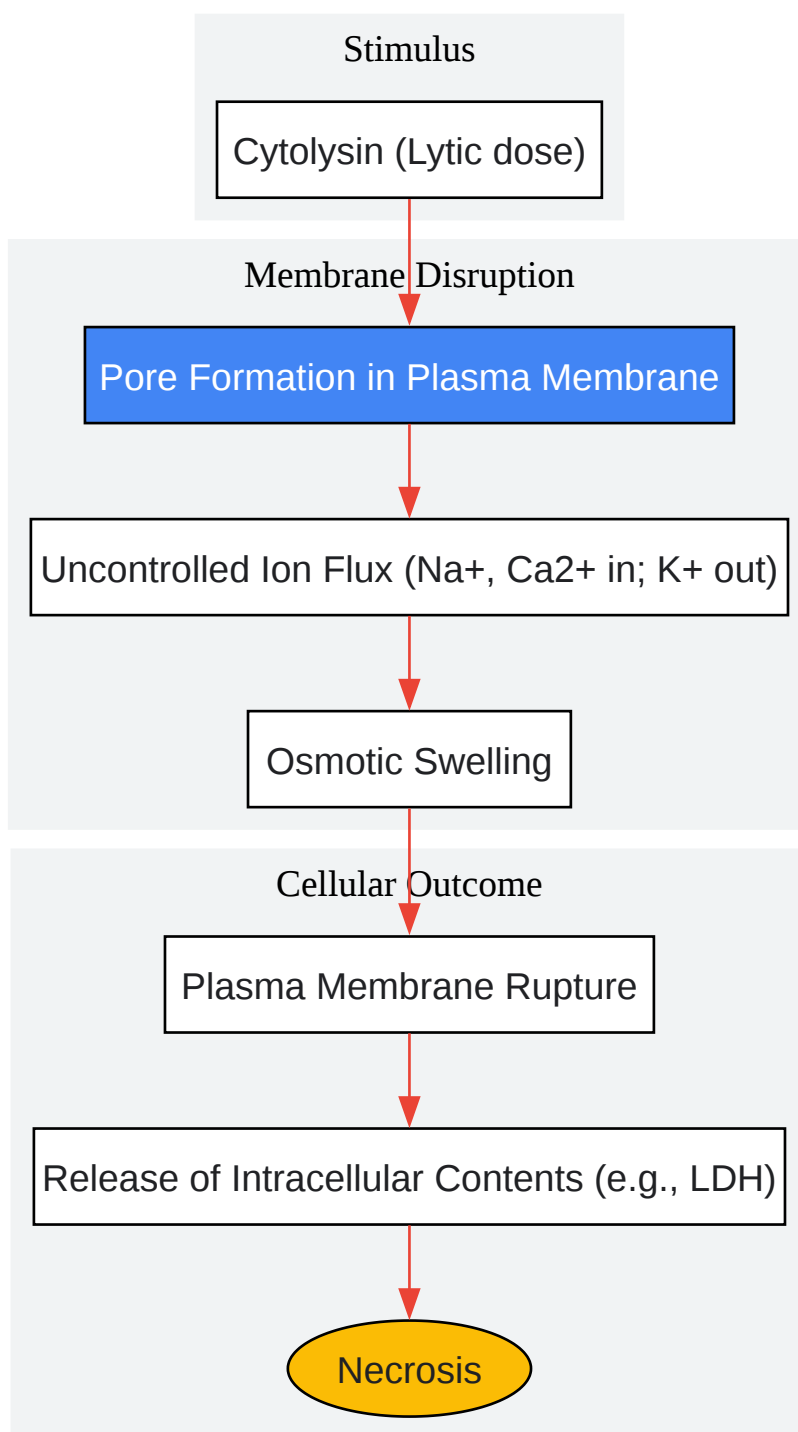 Stimulus
Cytolysin (Lytic dose)
Membrane Disruption
Pore Formation in Plasma Membrane
Uncontrolled Ion Flux (Na+, Ca2+ in; K+ out)
Osmotic Swelling
Cellular Outcome
Plasma Membrane Rupture
Release of Intracellular Contents (e.g., LDH)
Necrosis